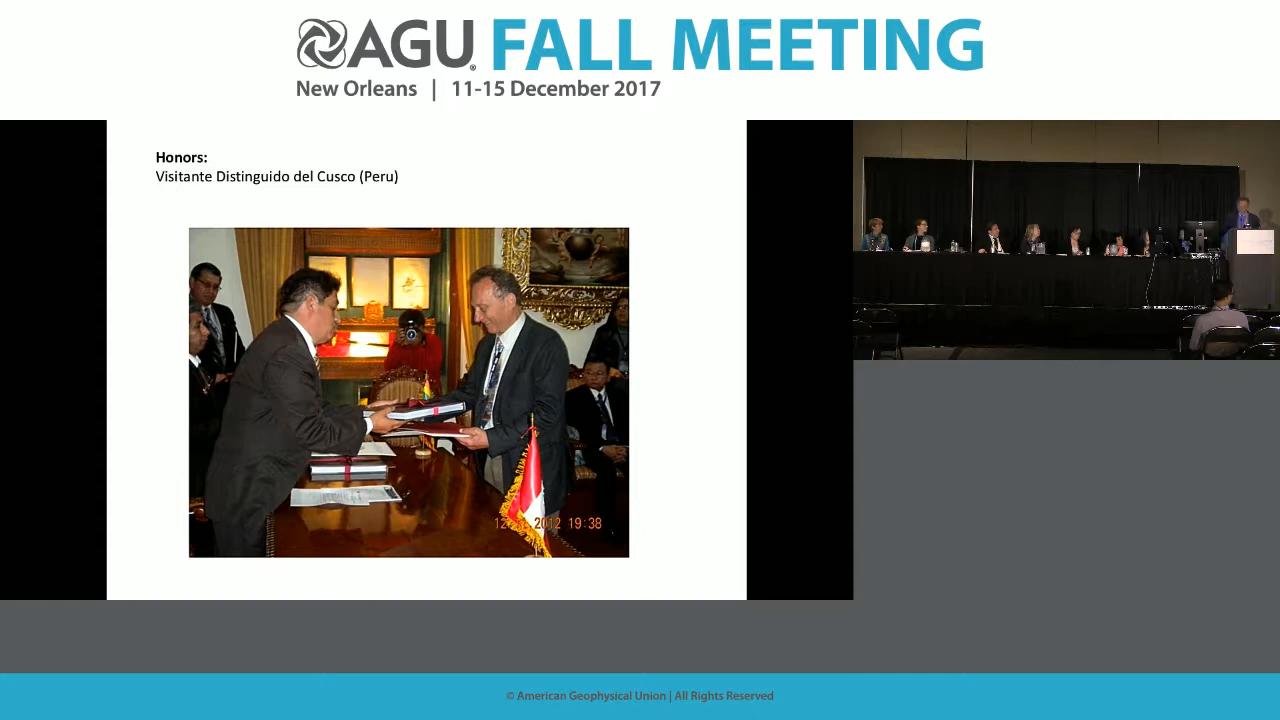 AGU FALL MEETING
New Orleans | 11-15 December 2017
Honors:
Visitante Distinguido del Cusco (Peru)
2012 19:38
© American Geophysical Union | All Rights Reserved